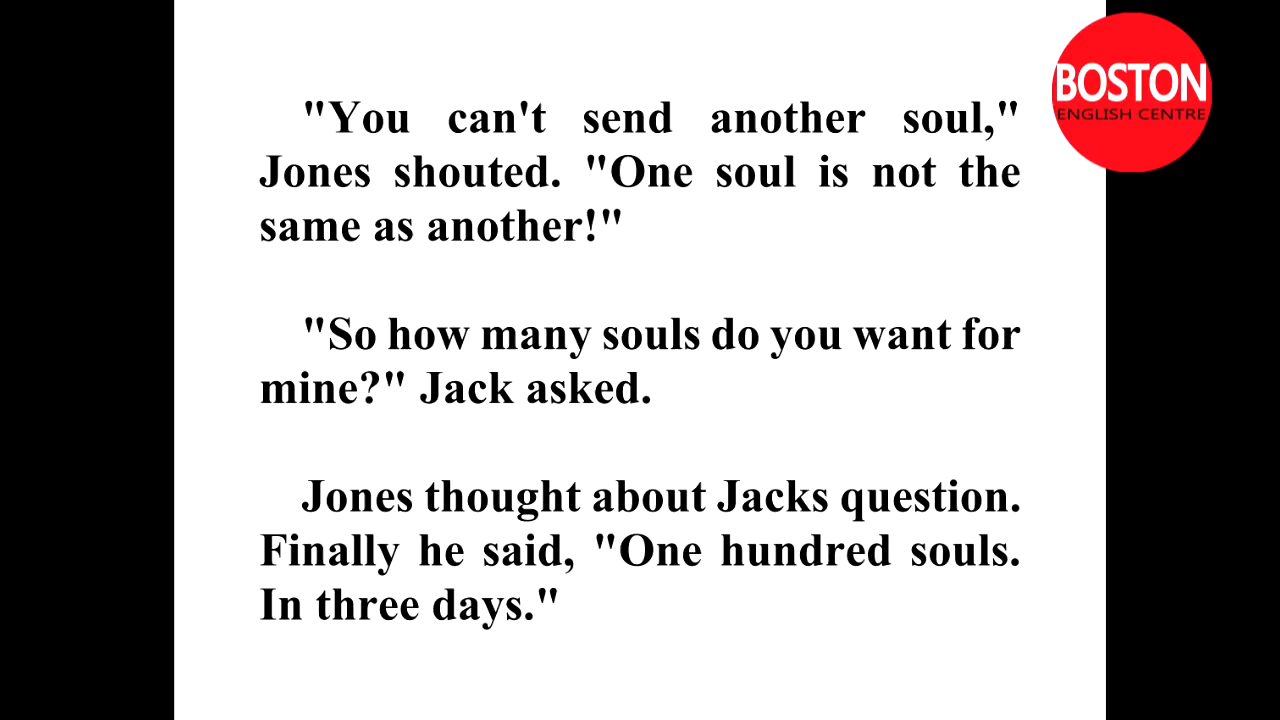 "You can't send another soul,"
Jones shouted. "One soul is not the
same as another!"
"So how many souls do you want for
mine?" Jack asked.
Jones thought about Jacks question.
Finally he said, "One hundred souls.
In three days."
BOSTON
ENGLISH CENTRE